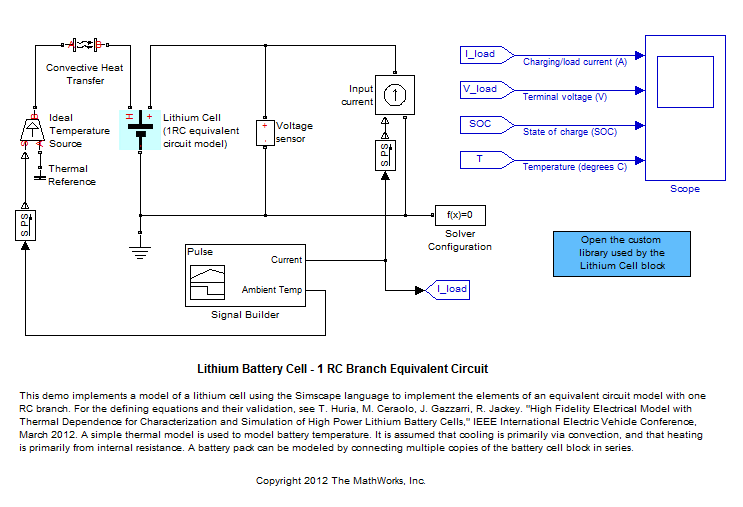 Convective Heat
Transfer
Ideal
Temperature
Source
B
S
A
Thermal
Reference
H
+
-
Lithium Cell
(1RC equivalent
circuit model)
+
-
Voltage
sensor
Input
current
S PS
S PS
f(x)=0
Solver
Configuration
Pulse
Current
Ambient Temp
Signal Builder
I_load
I_load
Charging/load current (A)
V_load
Terminal voltage (V)
SOC
State of charge (SOC)
T
Temperature (degrees C)
Scope
Open the custom
library used by the
Lithium Cell block
Lithium Battery Cell - 1 RC Branch Equivalent Circuit
This demo implements a model of a lithium cell using the Simscape language to implement the elements of an equivalent circuit model with one
RC branch. For the defining equations and their validation, see T. Huria, M. Ceraolo, J. Gazzarri, R. Jackey. "High Fidelity Electrical Model with
Thermal Dependence for Characterization and Simulation of High Power Lithium Battery Cells," IEEE International Electric Vehicle Conference,
March 2012. A simple thermal model is used to model battery temperature. It is assumed that cooling is primarily via convection, and that heating
is primarily from internal resistance. A battery pack can be modeled by connecting multiple copies of the battery cell block in series.
Copyright 2012 The MathWorks, Inc.